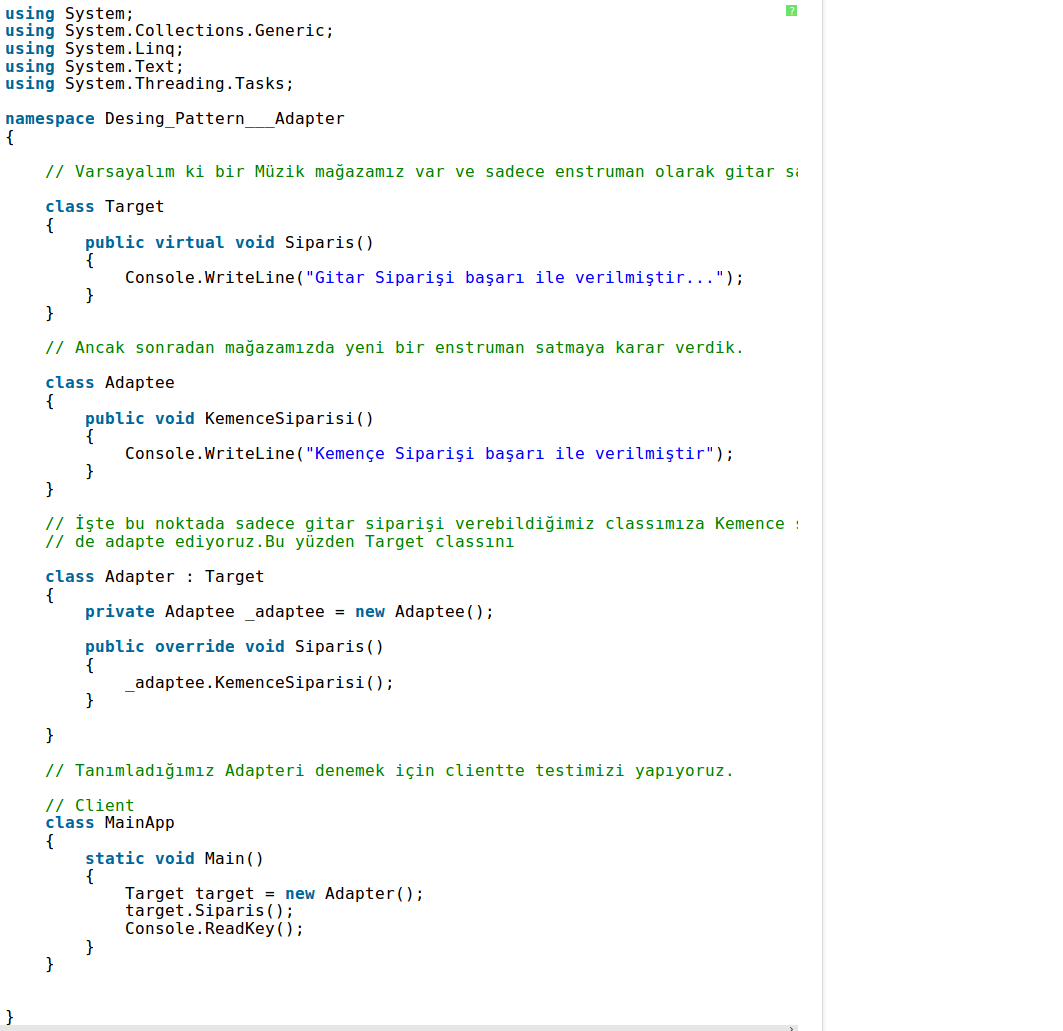 using System;
using System.Collections.Generic;
using System.Linq;
using System.Text;
using System.Threading.Tasks;
namespace Desing_Pattern___Adapter
{
// Varsayalım ki bir Müzik mağazamız var ve sadece enstruman olarak gitar
class Target
{
public virtual void Siparis()
{
Console.WriteLine("Gitar Siparişi başarı ile verilmiştir...");
}
}
// Ancak sonradan mağazamızda yeni bir enstruman satmaya karar verdik.
class Adaptee
{
public void KemenceSiparisi()
{
Console.WriteLine("Kemençe Siparişi başarı ile verilmiştir");
}
}
// İşte bu noktada sadece gitar siparişi verebildiğimiz classımıza Kemence
// de adapte ediyoruz.Bu yüzden Target classını
class Adapter : Target
{
private Adaptee _adaptee = new Adaptee();
public override void Siparis()
{
_adaptee.KemenceSiparisi();
}
}
// Tanımladığımız Adapteri denemek için clientte testimizi yapıyoruz.
// Client
class MainApp
{
static void Main()
{
Target target = new Adapter();
target.Siparis();
Console.ReadKey();
}
}
}
?